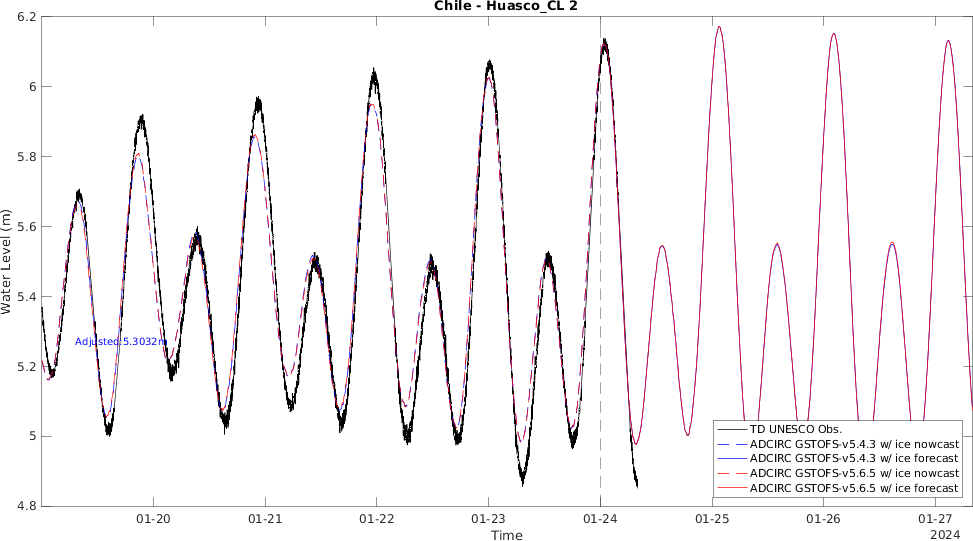 Chile - Huasco_CL 2
6.2
6
5.8
5.6
5.4
5.2
5
4.8
Water Level (m)
Adjusted:5.3032m
TD UNESCO Obs.
ADCIRC GSTOFS-v5.4.3 w/ ice nowcast
ADCIRC GSTOFS-v5.4.3 w/ ice forecast
ADCIRC GSTOFS-v5.6.5 w/ ice nowcast
ADCIRC GSTOFS-v5.6.5 w/ ice forecast
01-20 01-21 01-22 01-23 01-24 01-25 01-26 01-27
Time 2024